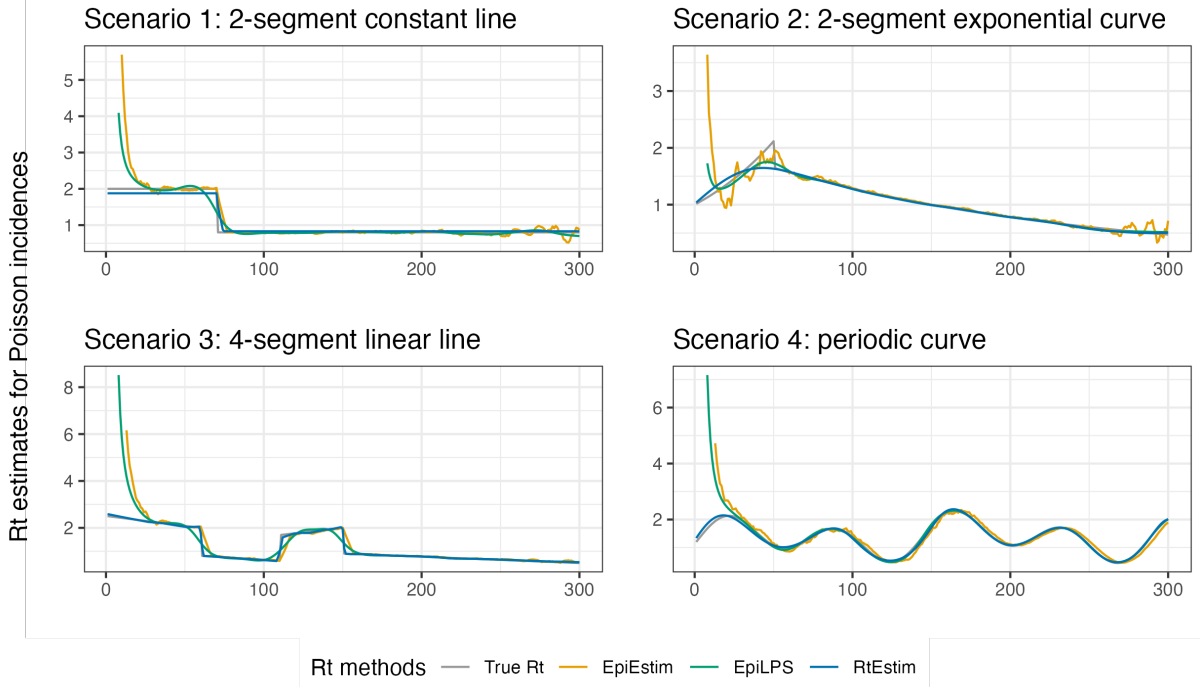 Rt estimates for Poisson incidences
Scenario 1: 2-segment constant line
5
4
3
2
1
0 100 200 300
Scenario 2: 2-segment exponential curve
3
2
1
0 100 200 300
Scenario 3: 4-segment linear line
8
6
4
2
0 100 200 300
Scenario 4: periodic curve
6
4
2
0 100 200 300
Rt methods True Rt EpiEstim EpiLPS RtEstim